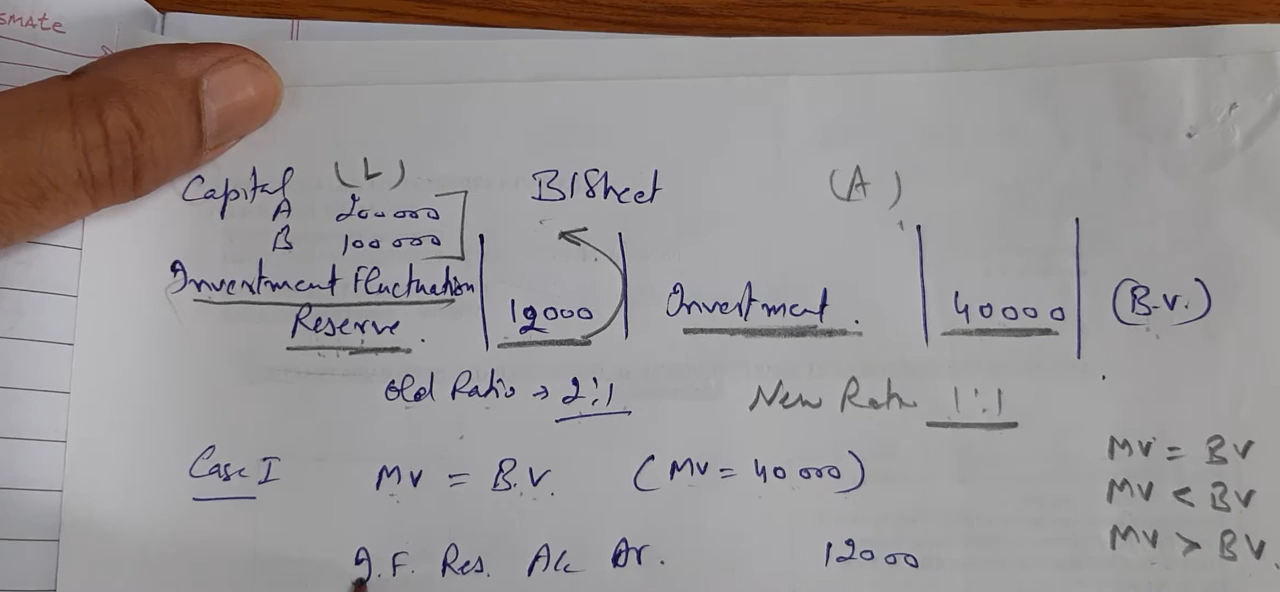 smate
Capital (L) B/Sheet (A)
A 200000
B 100000
Investment Fluctuation
Reserve. 12000 Investment. 40000 (B.V.)
Old Ratio → 2:1 New Ratio 1:1
Case I MV = B.V. (MV = 40000)
MV = BV
MV < BV
MV > BV.
I.F. Res. A/c Dr. 12000